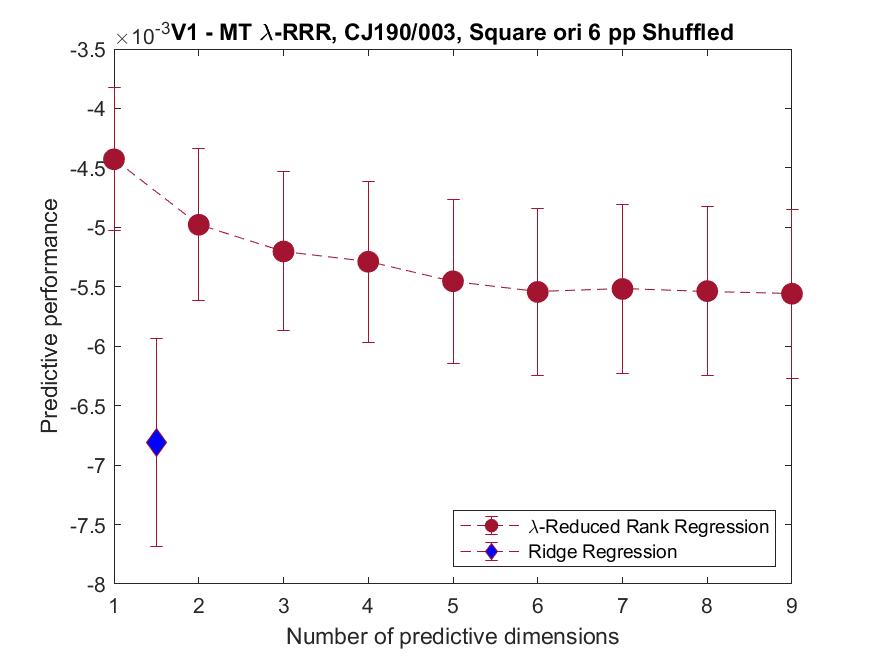 ×10-3
V1 - MT λ-RRR, CJ190/003, Square ori 6 pp Shuffled
-3.5
-4
-4.5
-5
-5.5
-6
-6.5
-7
-7.5
-8
Predictive performance
λ-Reduced Rank Regression
Ridge Regression
1 2 3 4 5 6 7 8 9
Number of predictive dimensions